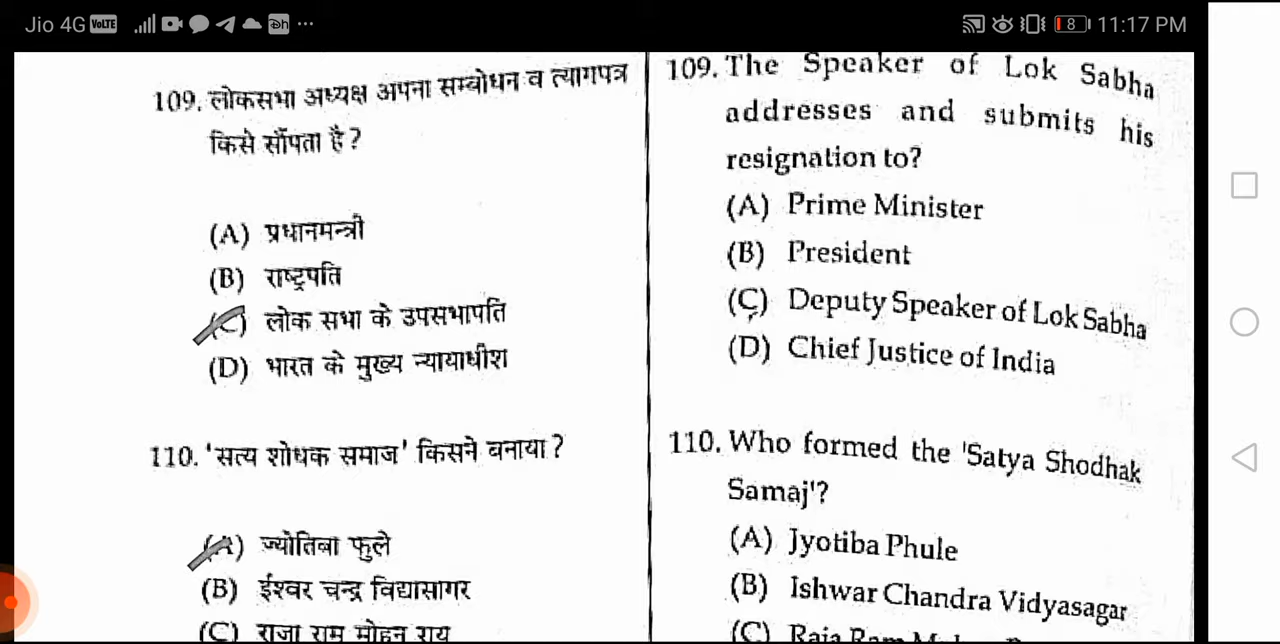 Jio 4G VoLTE
8 11:17 PM
109. लोकसभा अध्यक्ष अपना सम्बोधन व त्यागपत्र
किसे सौंपता है?
(A) प्रधानमन्त्री
(B) राष्ट्रपति
(C) लोक सभा के उपसभापति
(D) भारत के मुख्य न्यायाधीश
110. 'सत्य शोधक समाज' किसने बनाया?
(A) ज्योतिबा फुले
(B) ईश्वर चन्द्र विद्यासागर
(C) राजा राम मोहन राय
109. The Speaker of Lok Sabha
addresses and submits his
resignation to?
(A) Prime Minister
(B) President
(C) Deputy Speaker of Lok Sabha
(D) Chief Justice of India
110. Who formed the 'Satya Shodhak
Samaj'?
(A) Jyotiba Phule
(B) Ishwar Chandra Vidyasagar
(C) Raja Ram